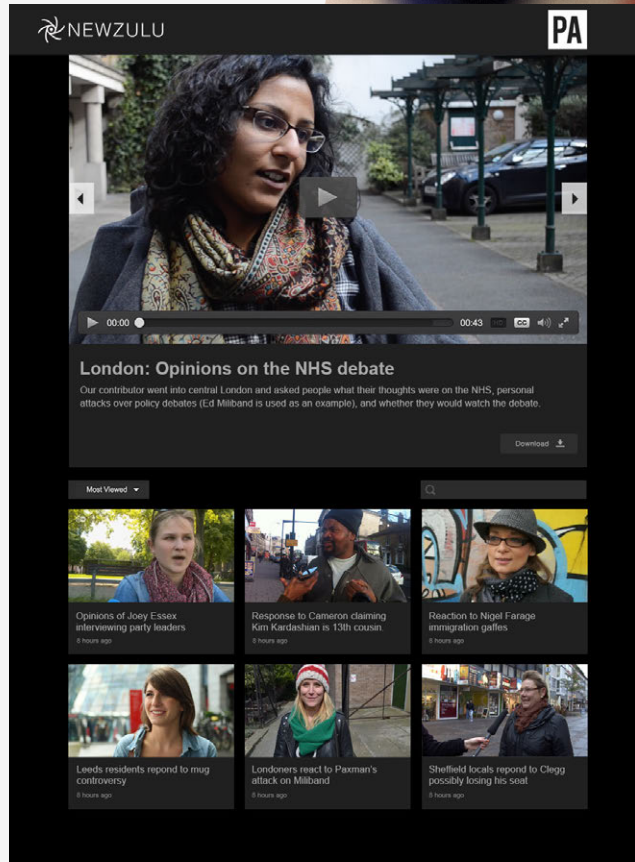 NEWZULU
PA
00:00
00:43
CC
London: Opinions on the NHS debate
Our contributor went into central London and asked people what their thoughts were on the NHS, personal
attacks over policy debates (Ed Miliband is used as an example), and whether they would watch the debate.
Download
Most Viewed
Opinions of Joey Essex
interviewing party leaders
8 hours ago
Response to Cameron claiming
Kim Kardashian is 13th cousin.
8 hours ago
Reaction to Nigel Farage
immigration gaffes
8 hours ago
Leeds residents repond to mug
controversy
8 hours ago
Londoners react to Paxman's
attack on Miliband
8 hours ago
Sheffield locals repond to Clegg
possibly losing his seat
8 hours ago